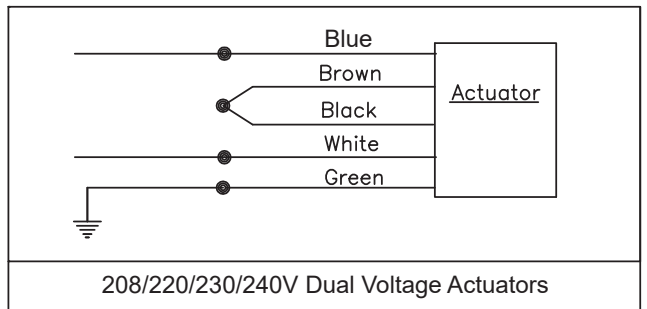 Blue
Brown
Actuator
Black
White
Green
208/220/230/240V Dual Voltage Actuators